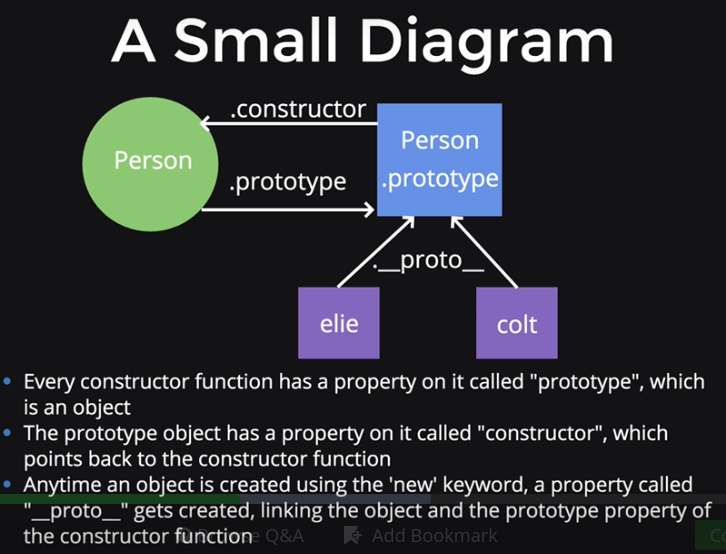 A Small Diagram
.constructor
Person
Person
.prototype
.prototype
.__proto__
elie
colt
Every constructor function has a property on it called "prototype", which
is an object
The prototype object has a property on it called "constructor", which
points back to the constructor function
Anytime an object is created using the 'new' keyword, a property called
"__proto__" gets created, linking the object and the prototype property of
the constructor function
Q&A
Add Bookmark